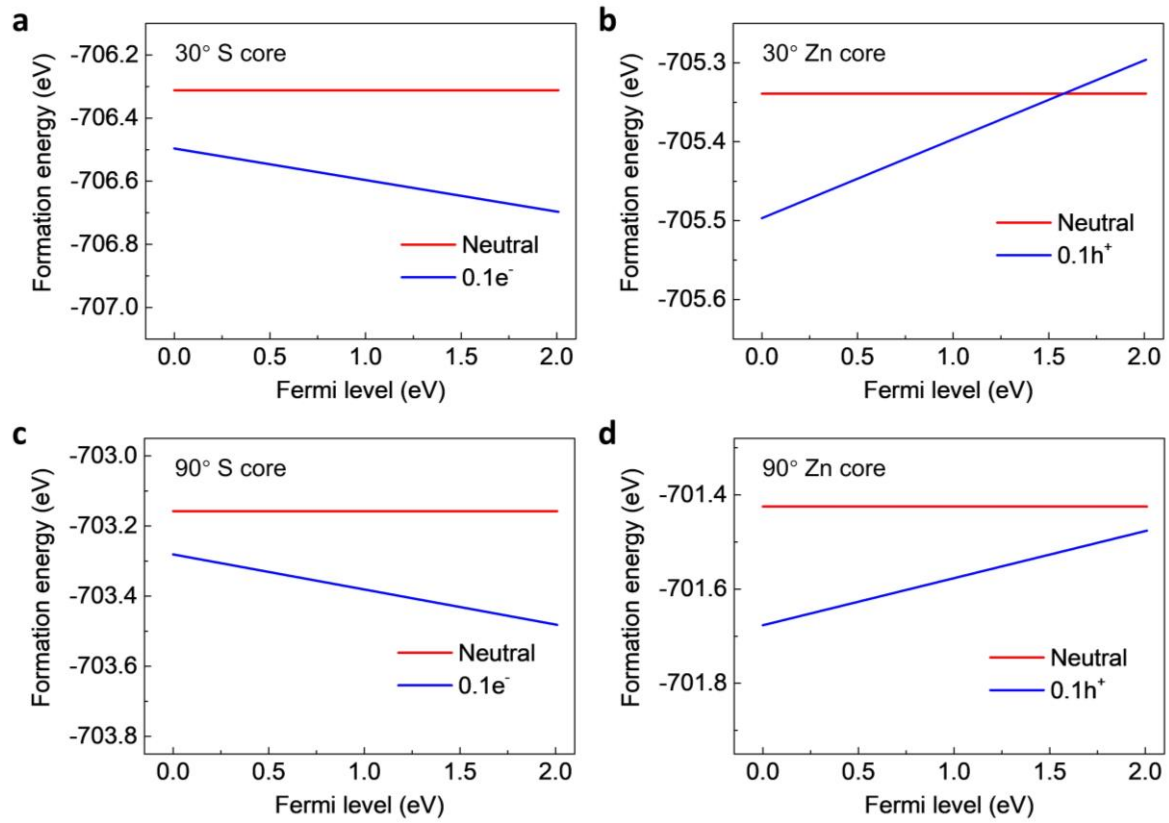 a
30° S core
Formation energy (eV)
-706.2
-706.4
-706.6
-706.8
-707.0
Neutral
0.1e⁻
0.0 0.5 1.0 1.5 2.0
Fermi level (eV)
b
30° Zn core
Formation energy (eV)
-705.3
-705.4
-705.5
-705.6
Neutral
0.1h⁺
0.0 0.5 1.0 1.5 2.0
Fermi level (eV)
c
90° S core
Formation energy (eV)
-703.0
-703.2
-703.4
-703.6
-703.8
Neutral
0.1e⁻
0.0 0.5 1.0 1.5 2.0
Fermi level (eV)
d
90° Zn core
Formation energy (eV)
-701.4
-701.6
-701.8
Neutral
0.1h⁺
0.0 0.5 1.0 1.5 2.0
Fermi level (eV)